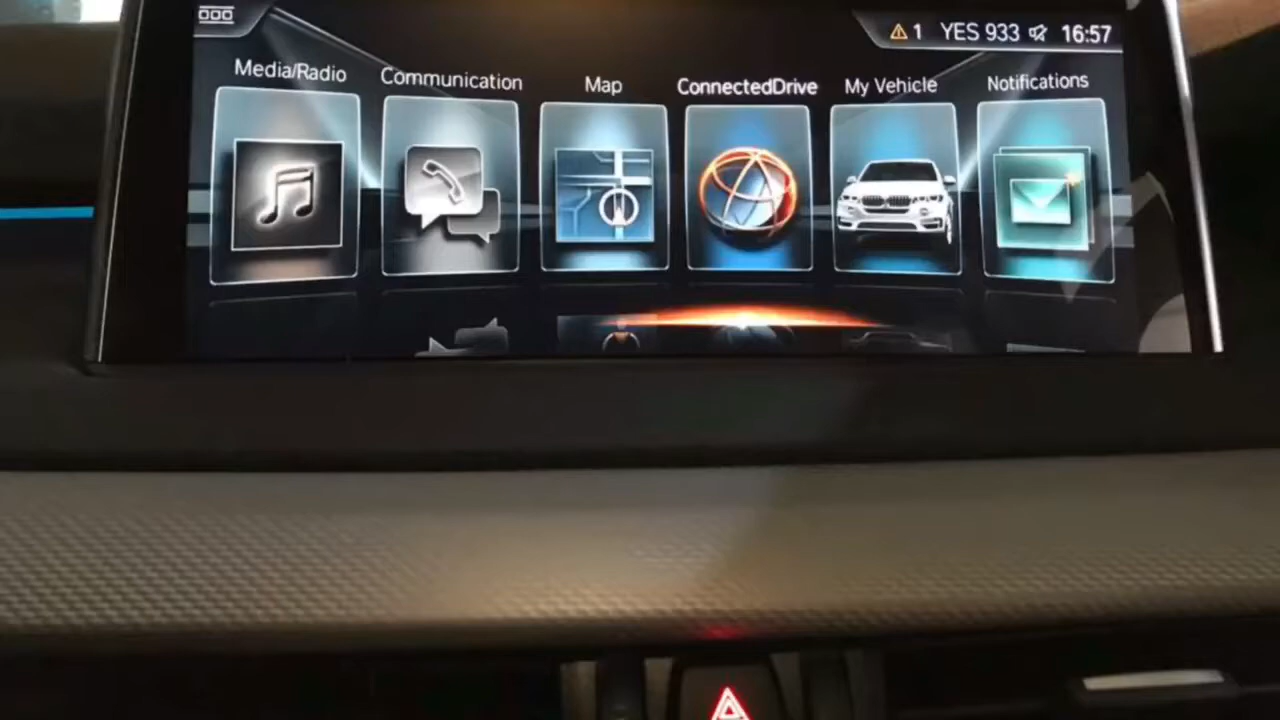 1 YES 933 16:57
Media/Radio
Communication
Map
ConnectedDrive
My Vehicle
Notifications